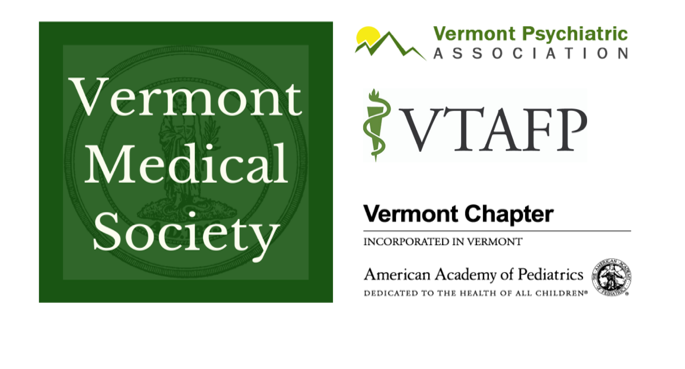 Vermont
Medical
Society
Vermont Psychiatric
ASSOCIATION
VTAFP
Vermont Chapter
INCORPORATED IN VERMONT
American Academy of Pediatrics
DEDICATED TO THE HEALTH OF ALL CHILDREN®